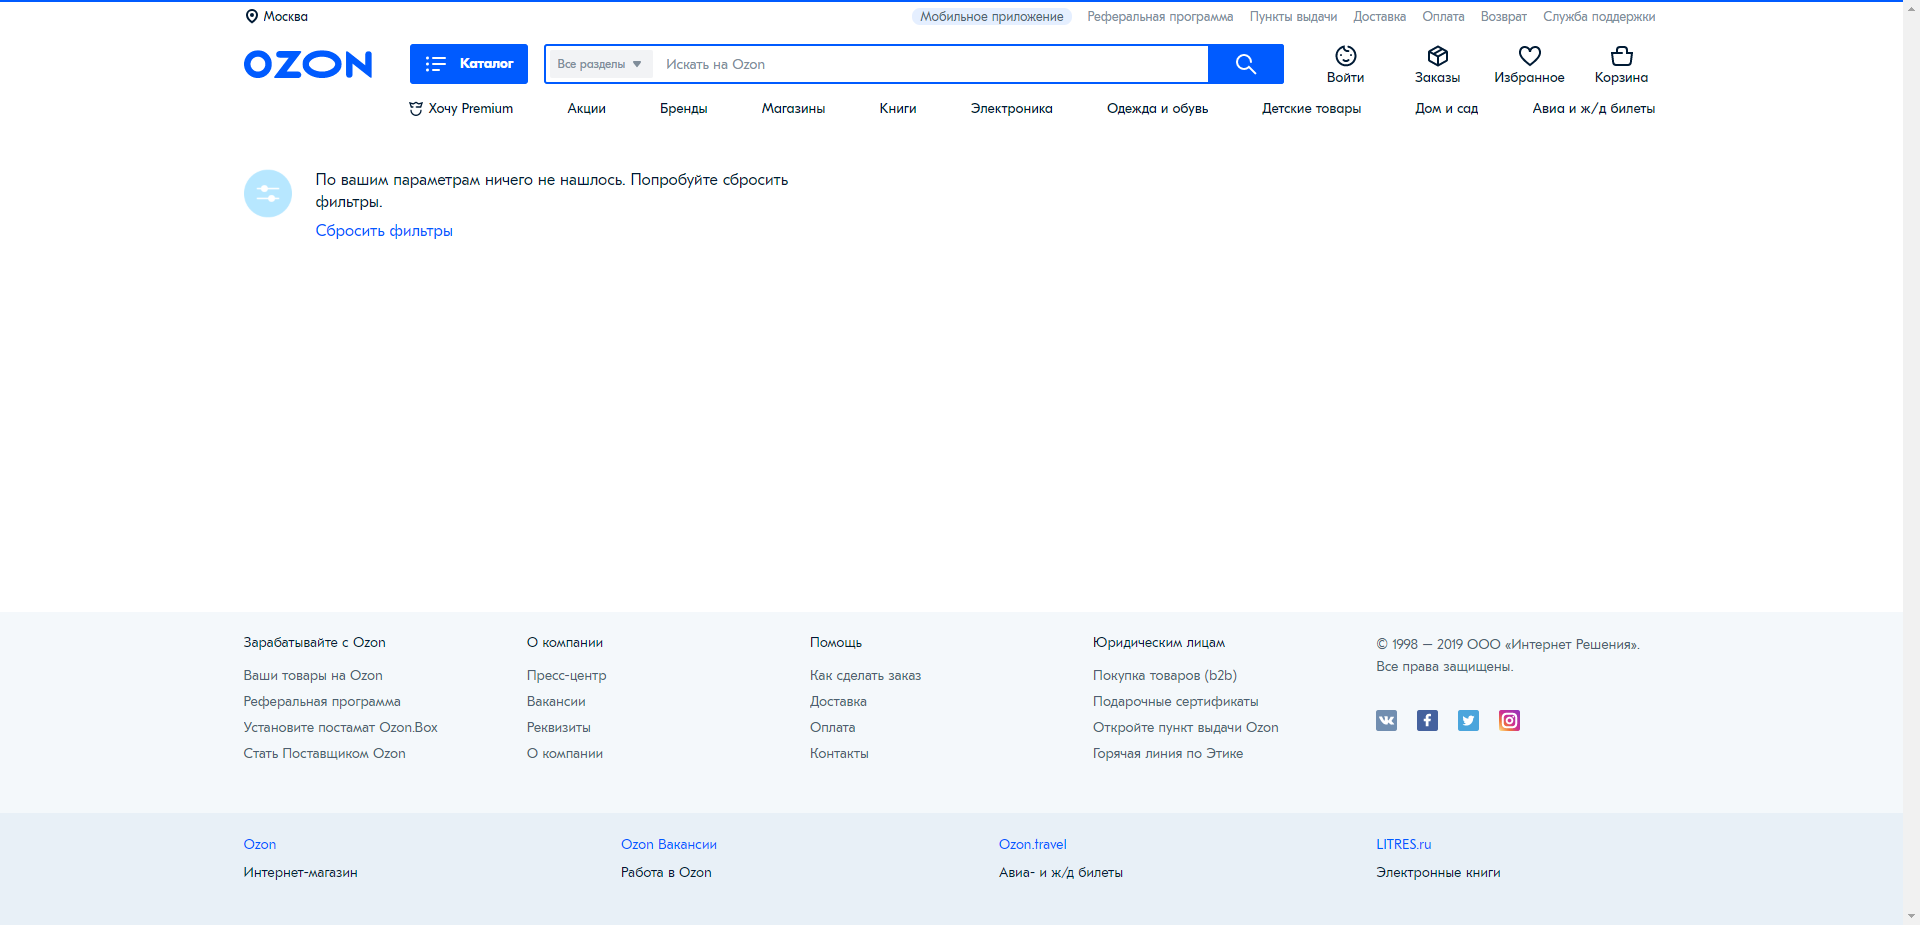 Москва
Мобильное приложение Реферальная программа Пункты выдачи Доставка Оплата Возврат Служба поддержки
OZON
Каталог
Все разделы Искать на Ozon
Войти Заказы Избранное Корзина
Хочу Premium Акции Бренды Магазины Книги Электроника Одежда и обувь Детские товары Дом и сад Авиа и ж/д билеты
По вашим параметрам ничего не нашлось. Попробуйте сбросить
фильтры.
Сбросить фильтры
Зарабатывайте с Ozon
Ваши товары на Ozon
Реферальная программа
Установите постамат Ozon.Box
Стать Поставщиком Ozon
О компании
Пресс-центр
Вакансии
Реквизиты
О компании
Помощь
Как сделать заказ
Доставка
Оплата
Контакты
Юридическим лицам
Покупка товаров (b2b)
Подарочные сертификаты
Откройте пункт выдачи Ozon
Горячая линия по Этике
© 1998 – 2019 ООО «Интернет Решения».
Все права защищены.
Ozon
Интернет-магазин
Ozon Вакансии
Работа в Ozon
Ozon.travel
Авиа- и ж/д билеты
LITRES.ru
Электронные книги